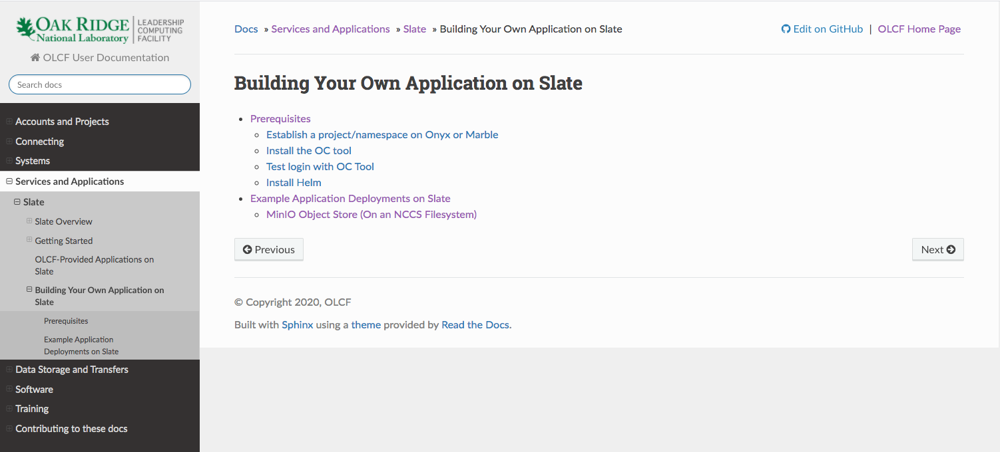 OAK RIDGE
National Laboratory
LEADERSHIP
COMPUTING
FACILITY
OLCF User Documentation
Search docs
Accounts and Projects
Connecting
Systems
Services and Applications
Slate
Slate Overview
Getting Started
OLCF-Provided Applications on
Slate
Building Your Own Application on
Slate
Prerequisites
Example Application
Deployments on Slate
Data Storage and Transfers
Software
Training
Contributing to these docs
Docs » Services and Applications » Slate » Building Your Own Application on Slate
Edit on GitHub | OLCF Home Page
Building Your Own Application on Slate
Prerequisites
Establish a project/namespace on Onyx or Marble
Install the OC tool
Test login with OC Tool
Install Helm
Example Application Deployments on Slate
MinIO Object Store (On an NCCS Filesystem)
Previous
Next
© Copyright 2020, OLCF
Built with Sphinx using a theme provided by Read the Docs.